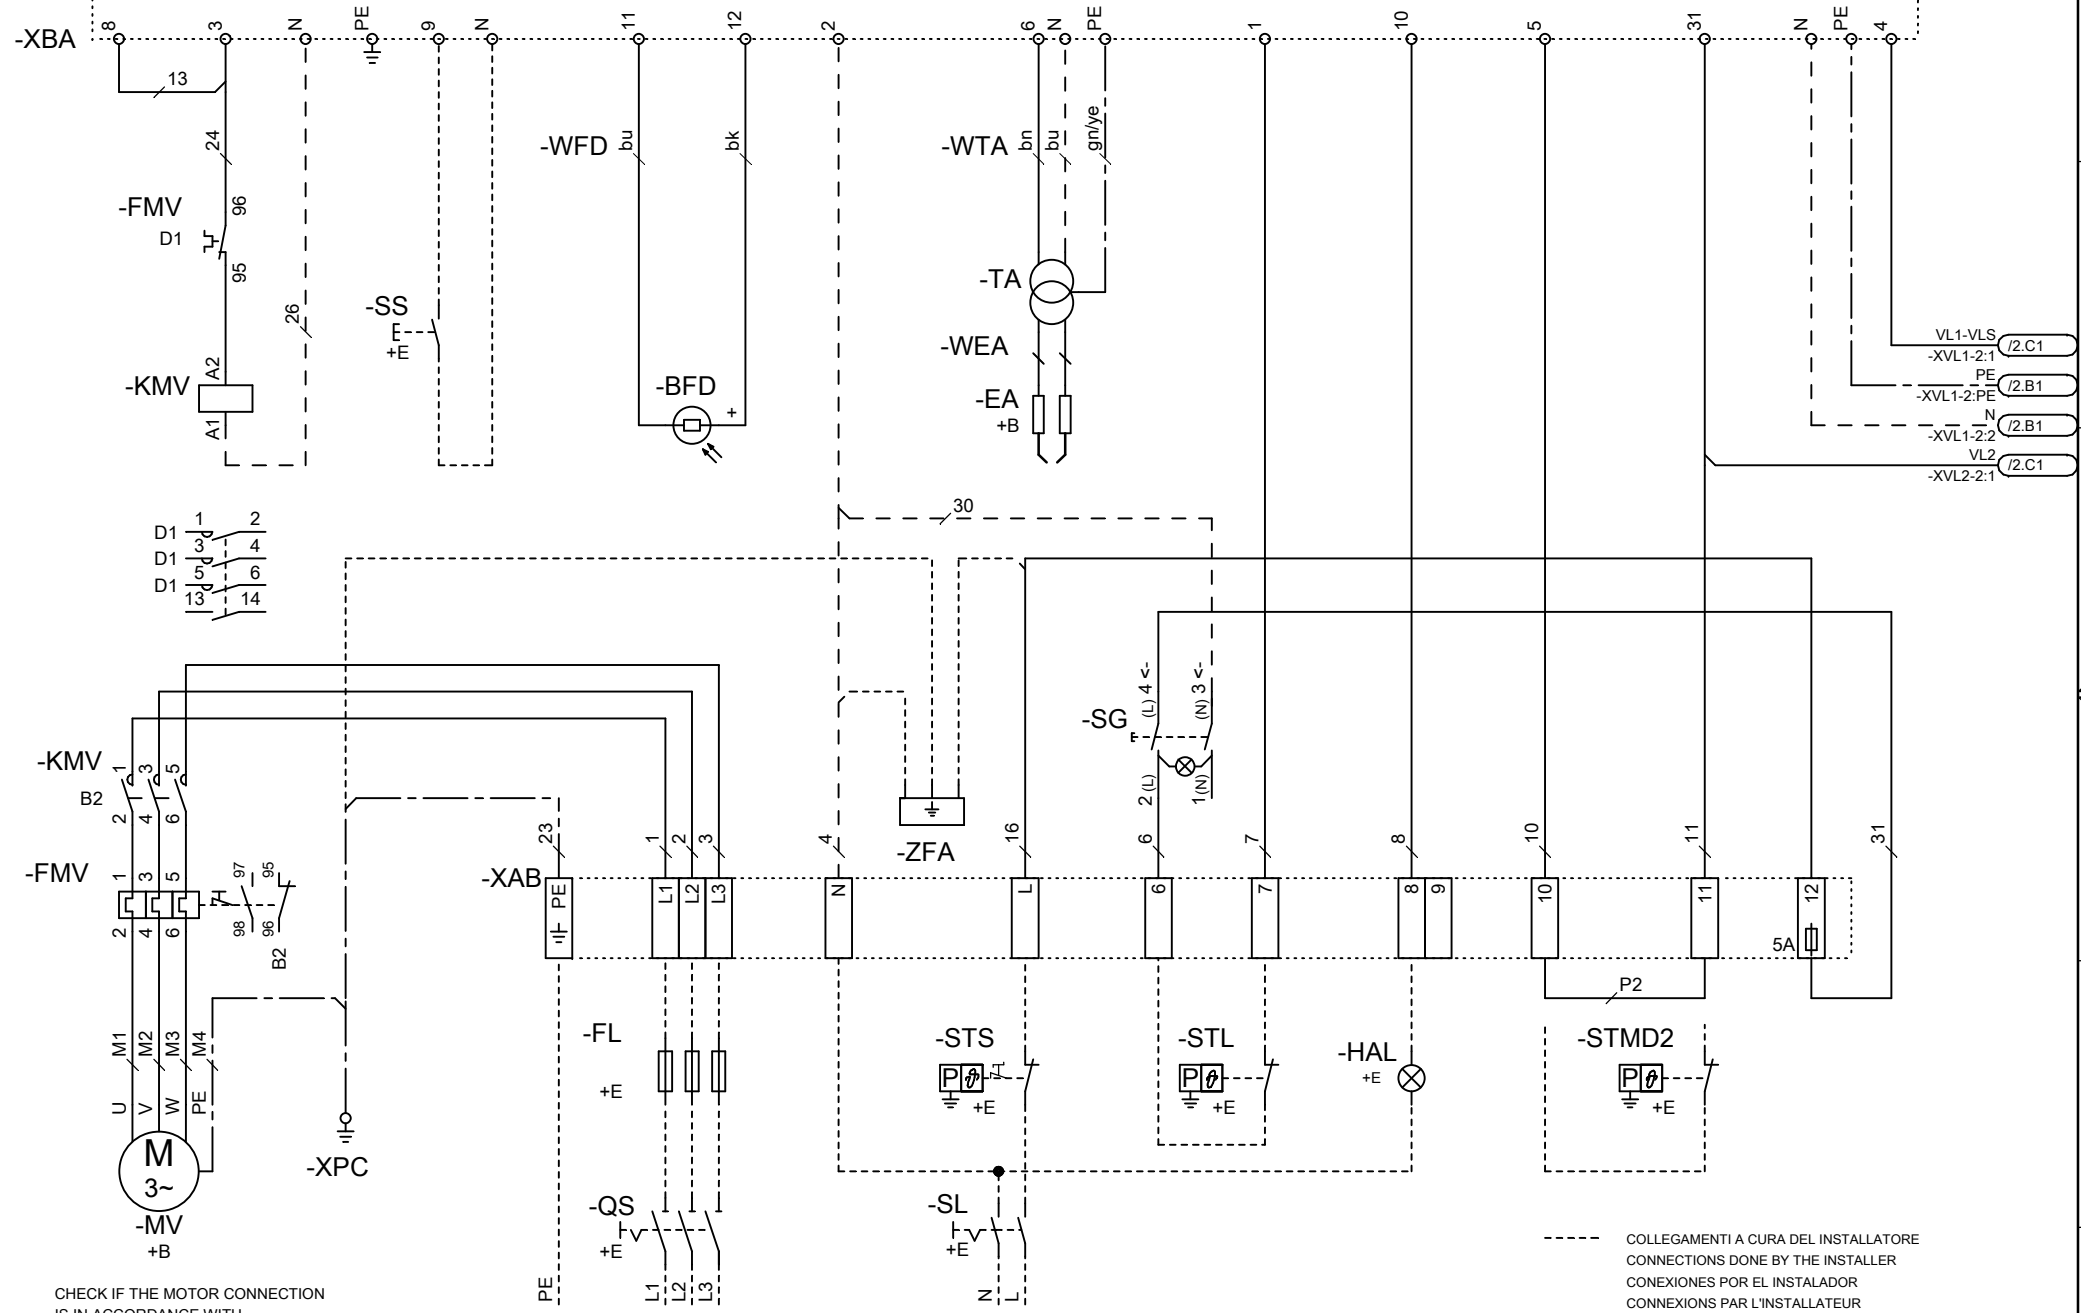 8 3 N PE 9 N 11 12 2 6 N PE 1 10 5 31 N PE 4
-XBA
13
24
-WFD bu bk
-WTA bn bu gn/ye
-FMV 96
D1
95
-TA
26
-SS
+E
VL1-VLS /2.C1
-XVL1-2:1
-WEA
A2
-KMV
A1
-BFD +
-EA
+B
PE /2.B1
-XVL1-2:PE
N /2.B1
-XVL1-2:2
VL2 /2.C1
-XVL2-2:1
30
1 2
D1
3 4
D1
5 6
D1
13 14
(L) 4 <- (N) 3 <-
-SG
2 (L) 1 (N)
-KMV 1 3 5
B2
2 4 6
23 1 2 3 4 16 6 7 8 10 11 31
-ZFA
-FMV 1 3 5 97 95
2 4 6 98 96
B2
-XAB PE L1 L2 L3 N L 6 7 8 9 10 11 12
5A
P2
M1 M2 M3 M4
-FL
+E
-STS
P
+E
-STL
P
+E
-HAL
+E
-STMD2
P
+E
U V W PE
M
3~
-XPC
-MV
+B
-QS
+E
-SL
+E
PE L1 L2 L3 N L
COLLEGAMENTI A CURA DEL INSTALLATORE
CONNECTIONS DONE BY THE INSTALLER
CONEXIONES POR EL INSTALADOR
CONNEXIONS PAR L'INSTALLATEUR
CHECK IF THE MOTOR CONNECTION
IS IN ACCORDANCE WITH